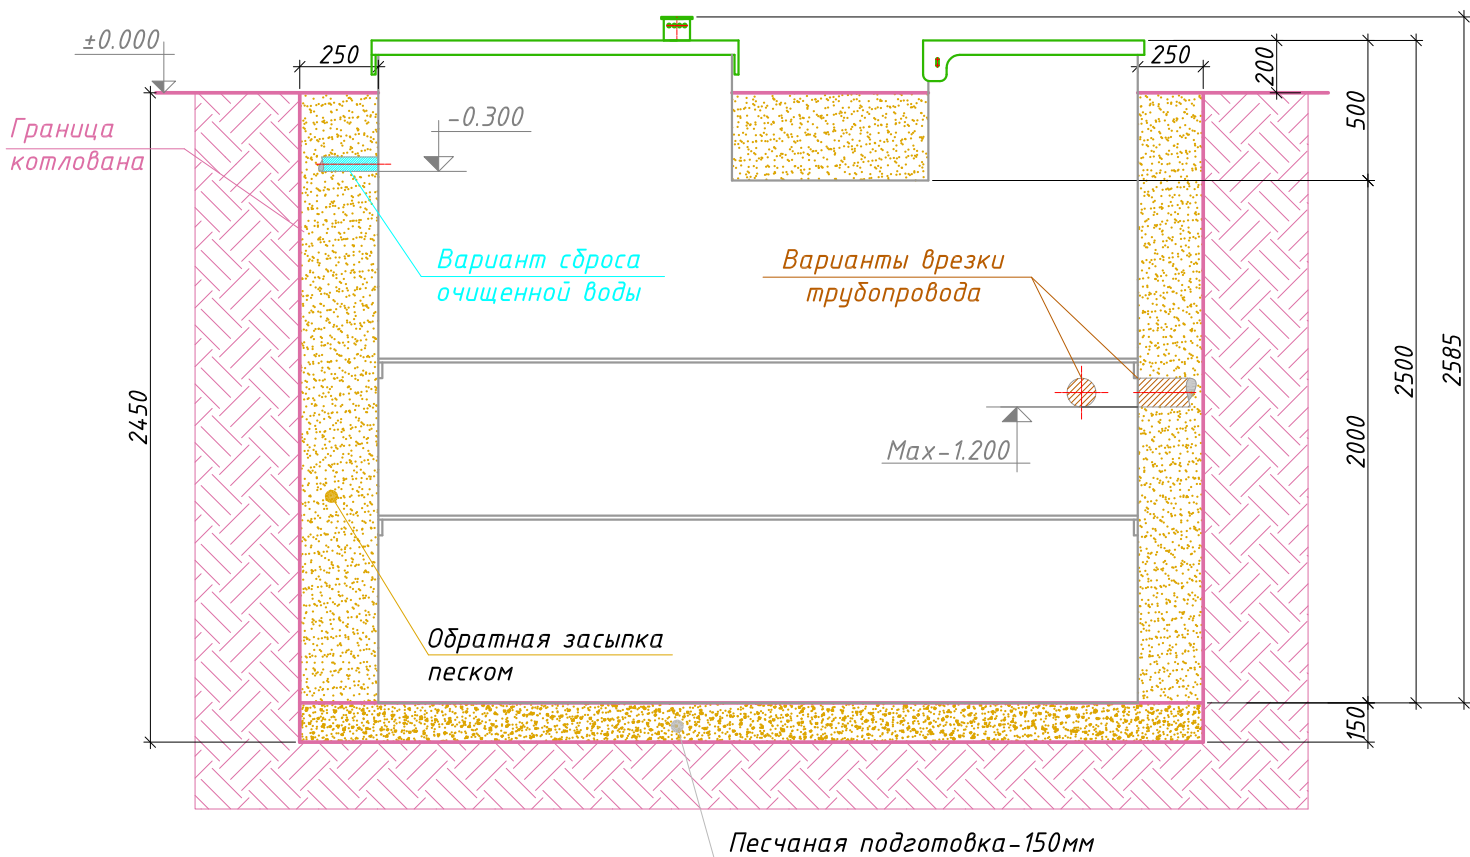 ±0.000
250
250
200
500
Граница
котлована
-0.300
Вариант сброса
очищенной воды
Варианты врезки
трубопровода
2585
2500
2450
2000
Max-1.200
Обратная засыпка
песком
150
Песчаная подготовка-150мм